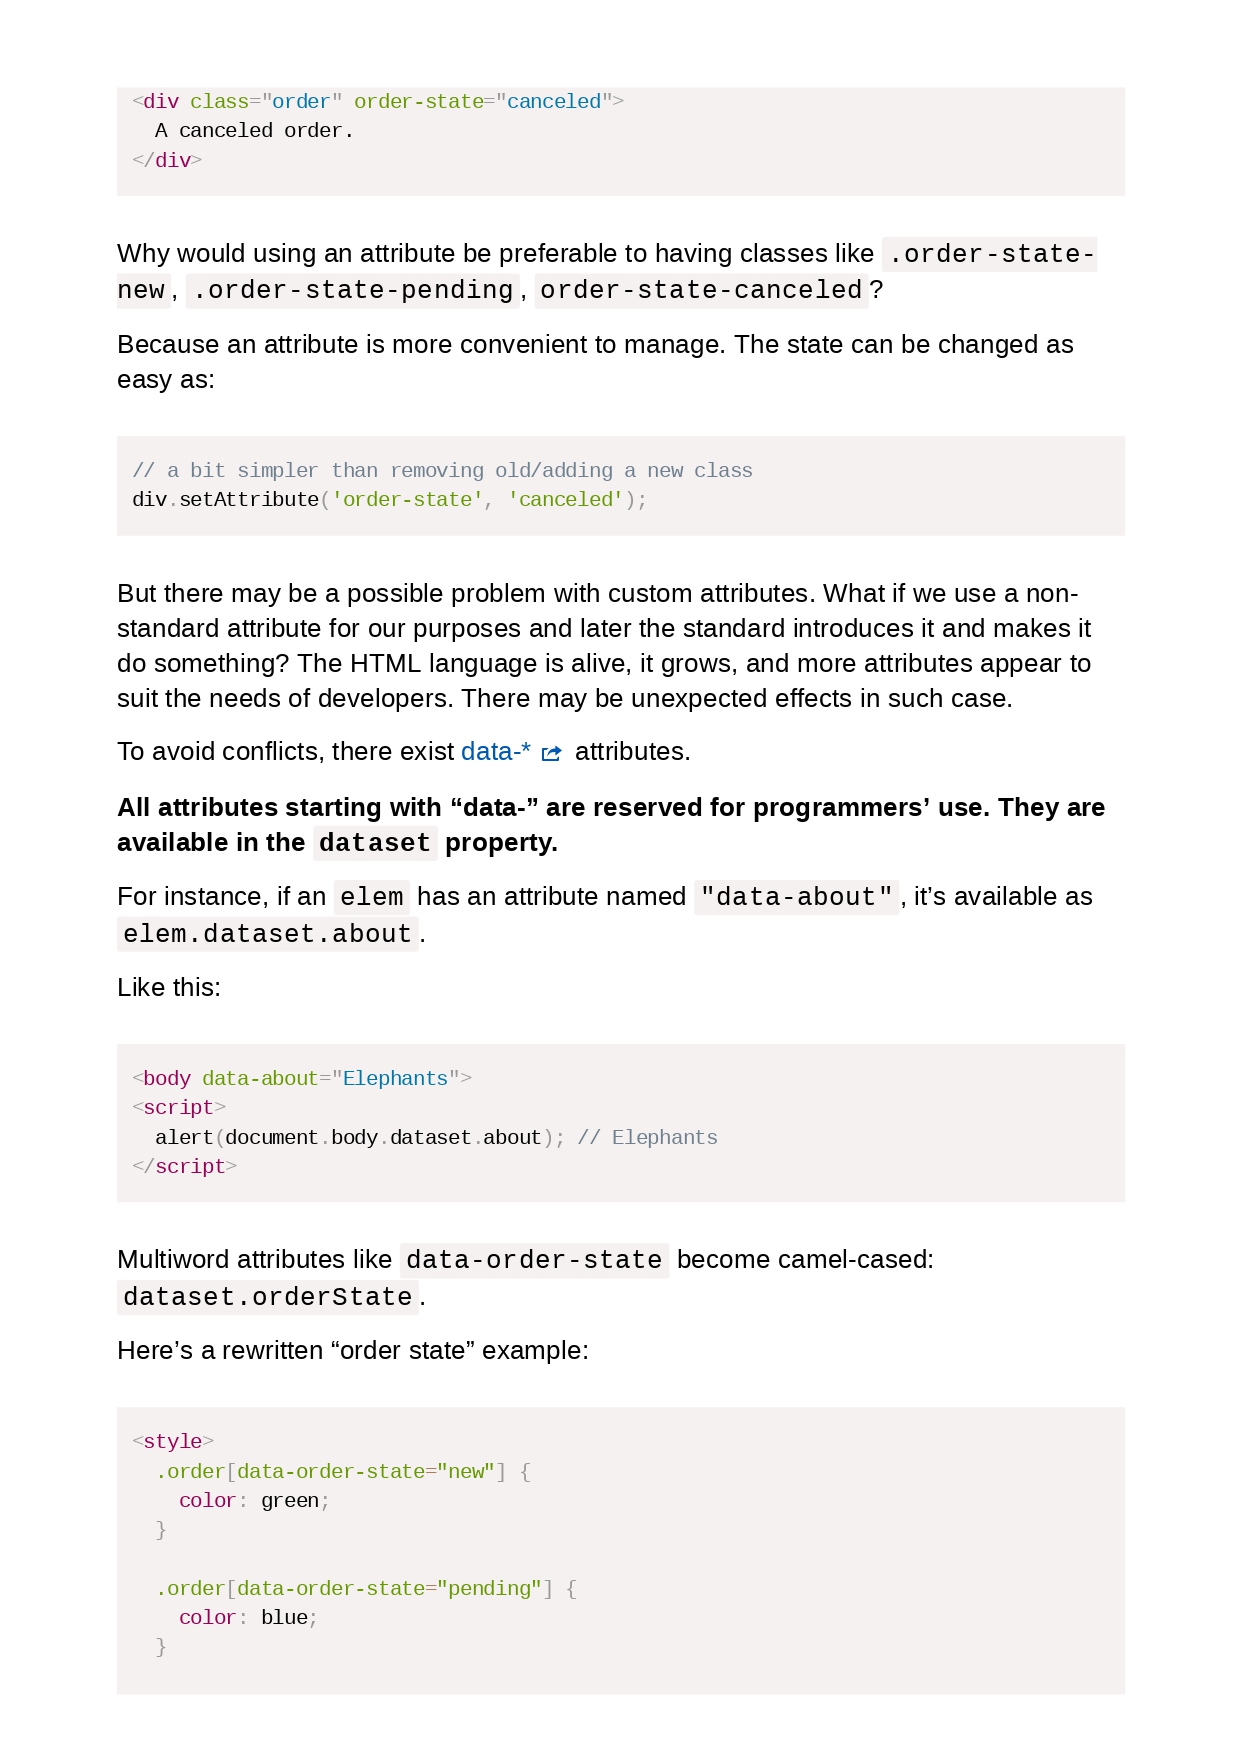 <div class="order" order-state="canceled">
  A canceled order.
</div>
Why would using an attribute be preferable to having classes like .order-state-
new, .order-state-pending, order-state-canceled?
Because an attribute is more convenient to manage. The state can be changed as
easy as:
// a bit simpler than removing old/adding a new class
div.setAttribute('order-state', 'canceled');
But there may be a possible problem with custom attributes. What if we use a non-
standard attribute for our purposes and later the standard introduces it and makes it
do something? The HTML language is alive, it grows, and more attributes appear to
suit the needs of developers. There may be unexpected effects in such case.
To avoid conflicts, there exist data-* attributes.
All attributes starting with “data-” are reserved for programmers’ use. They are
available in the dataset property.
For instance, if an elem has an attribute named "data-about", it’s available as
elem.dataset.about.
Like this:
<body data-about="Elephants">
<script>
  alert(document.body.dataset.about); // Elephants
</script>
Multiword attributes like data-order-state become camel-cased:
dataset.orderState.
Here’s a rewritten “order state” example:
<style>
  .order[data-order-state="new"] {
    color: green;
  }
  .order[data-order-state="pending"] {
    color: blue;
  }